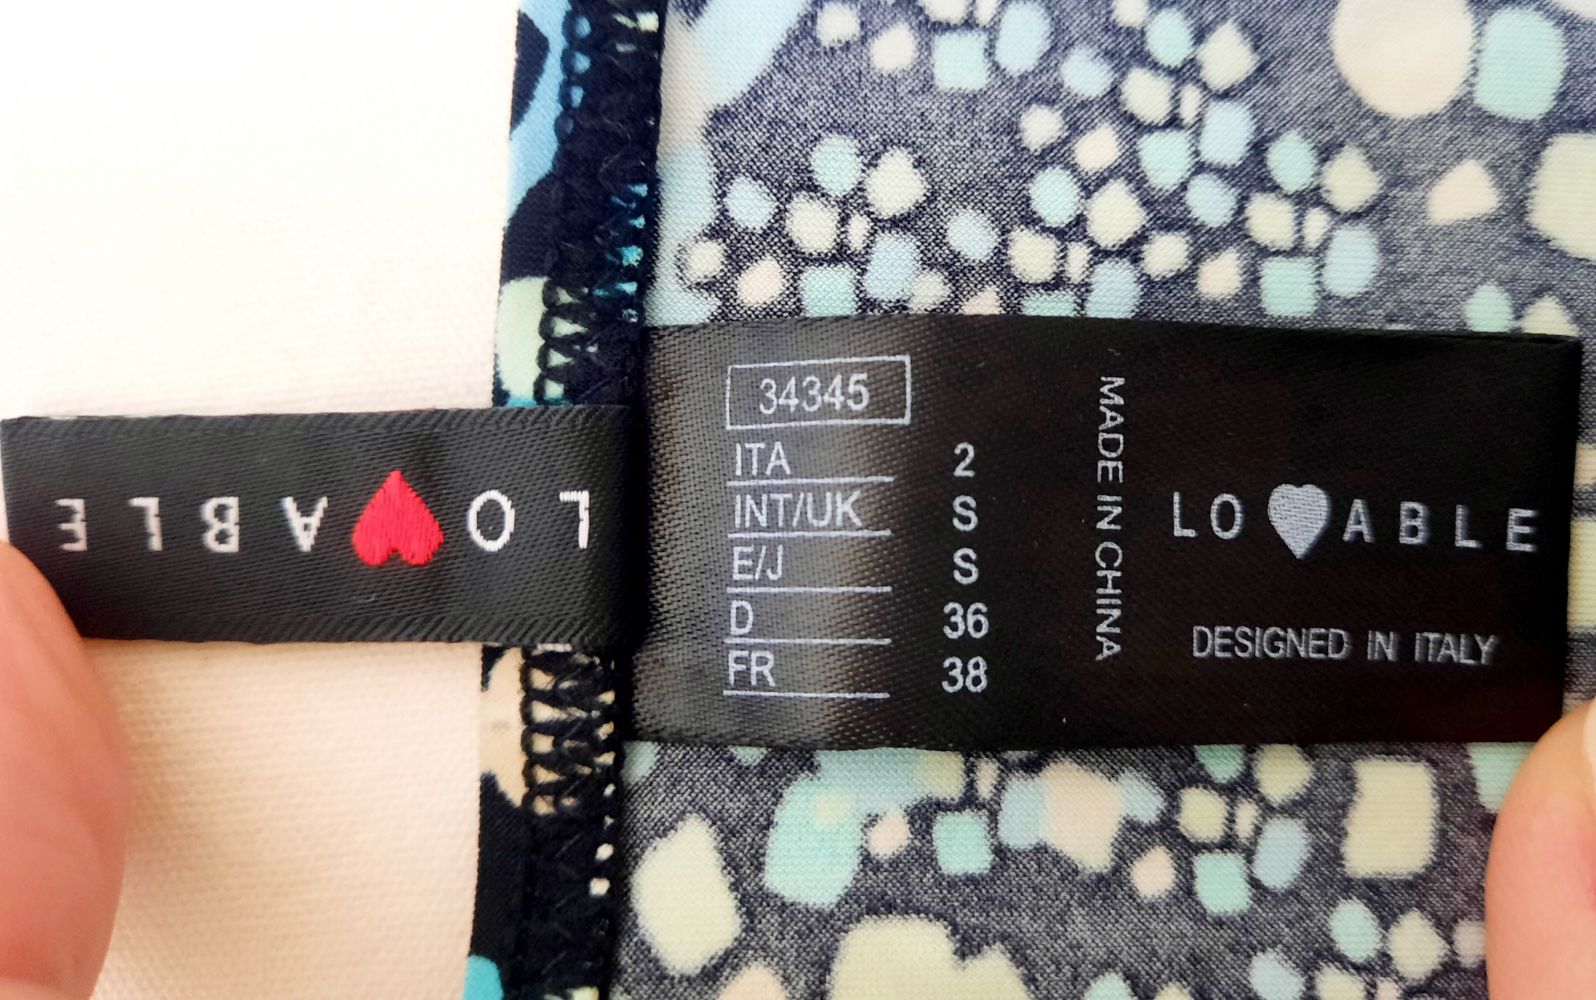 LO♥ABLE
34345
ITA 2
INT/UK S
E/J S
D 36
FR 38
MADE IN CHINA
LO♥ABLE
DESIGNED IN ITALY